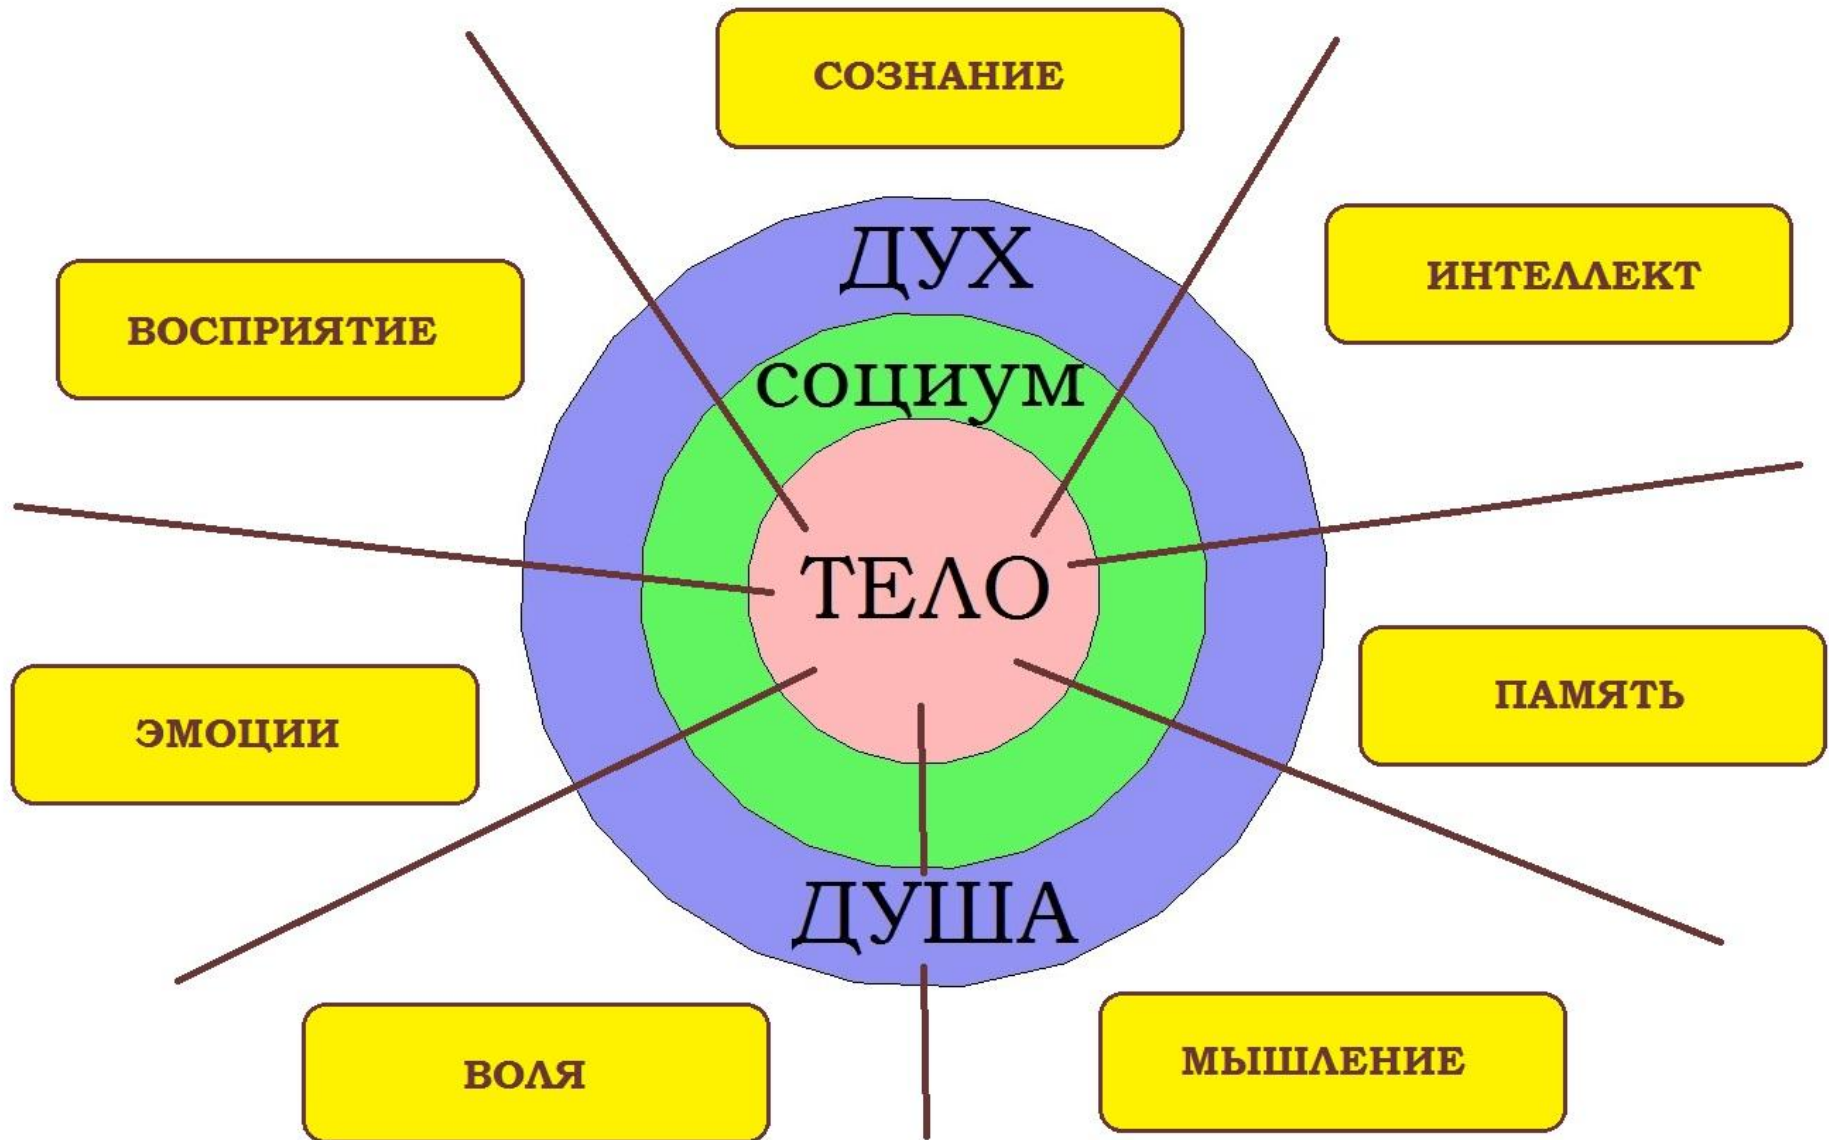 СОЗНАНИЕ
ИНТЕЛЛЕКТ
ВОСПРИЯТИЕ
ДУХ
социум
ТЕЛО
ПАМЯТЬ
ЭМОЦИИ
ДУША
ВОЛЯ
МЫШЛЕНИЕ